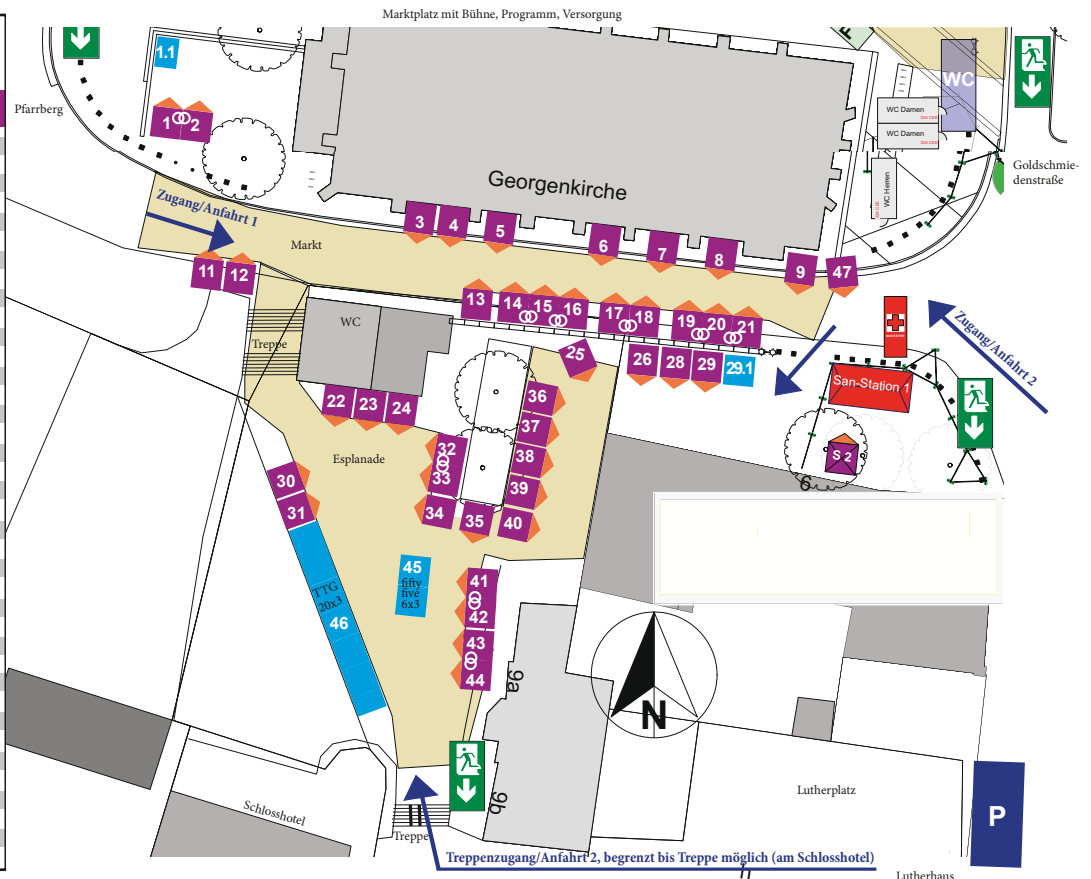 Marktplatz mit Bühne, Programm, Versorgung
1.1
WC
Pfarrberg
1 2
WC Damen
WC Damen
WC Herren
Goldschmie-
denstraße
Georgenkirche
Zugang/Anfahrt 1
Markt
3 4 5 6 7 8 9 47
11 12
13 14 15 16 17 18 19 20 21
WC
Treppe
25 26 28 29 29.1
Zugang/Anfahrt 2
San-Station 1
S 2
6
22 23 24
36
37
38
39
40
Esplanade
32
33
34
35
30
31
TTG
20x3
46
45
fifty
five
6x3
41
42
43
44
9a
9b
N
Schlosshotel
Lutherplatz
P
Treppe
Treppenzugang/Anfahrt 2, begrenzt bis Treppe möglich (am Schlosshotel)
11
Lutherhaus